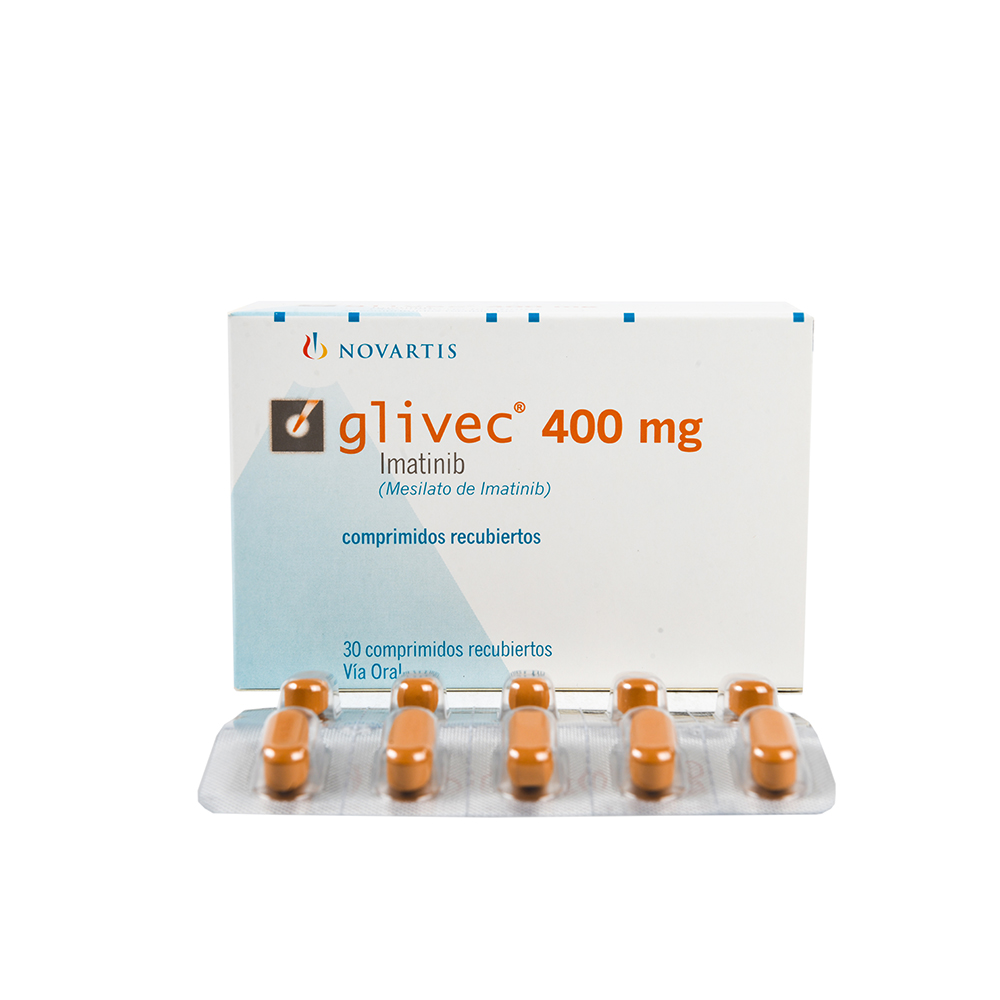 NOVARTIS
glivec® 400 mg
Imatinib
(Mesilato de Imatinib)
comprimidos recubiertos
30 comprimidos recubiertos
Vía Oral